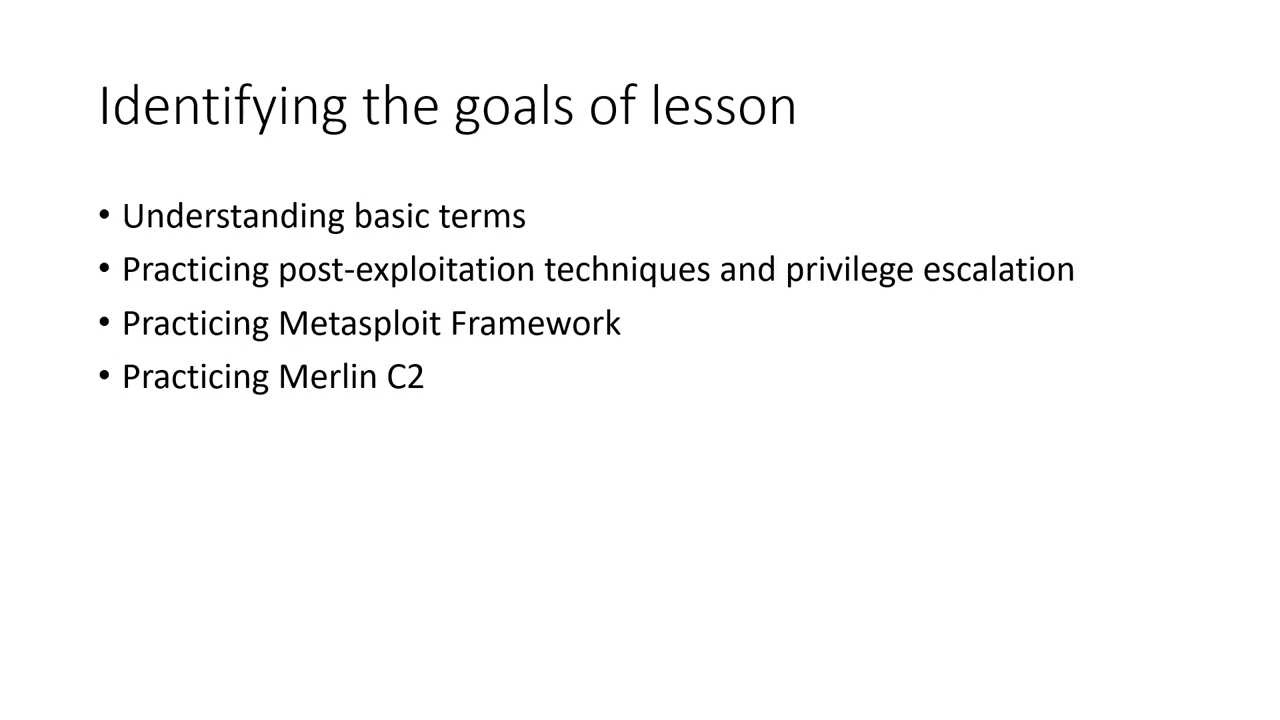 Identifying the goals of lesson
• Understanding basic terms
• Practicing post-exploitation techniques and privilege escalation
• Practicing Metasploit Framework
• Practicing Merlin C2